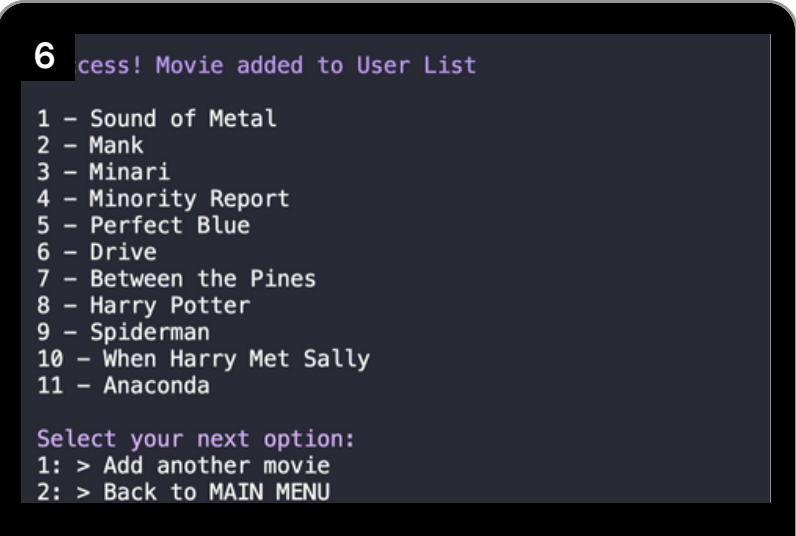 6
cess! Movie added to User List
1 – Sound of Metal
2 – Mank
3 – Minari
4 – Minority Report
5 – Perfect Blue
6 – Drive
7 – Between the Pines
8 – Harry Potter
9 – Spiderman
10 – When Harry Met Sally
11 – Anaconda
Select your next option:
1: > Add another movie
2: > Back to MAIN MENU